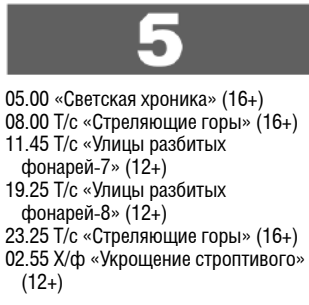 5
05.00 «Светская хроника» (16+)
08.00 Т/с «Стреляющие горы» (16+)
11.45 Т/с «Улицы разбитых
фонарей-7» (12+)
19.25 Т/с «Улицы разбитых
фонарей-8» (12+)
23.25 Т/с «Стреляющие горы» (16+)
02.55 Х/ф «Укрощение строптивого»
(12+)